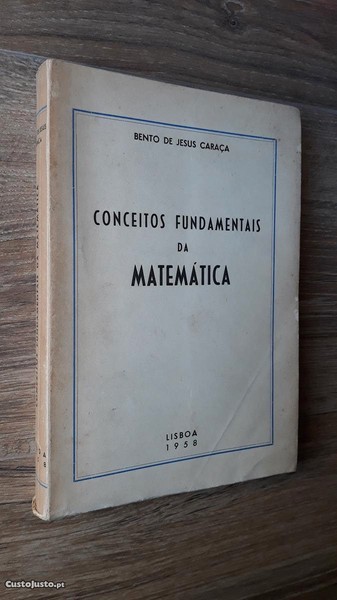 BENTO DE JESUS CARAÇA
CONCEITOS FUNDAMENTAIS
DA
MATEMÁTICA
LISBOA
1958
CustoJusto.pt